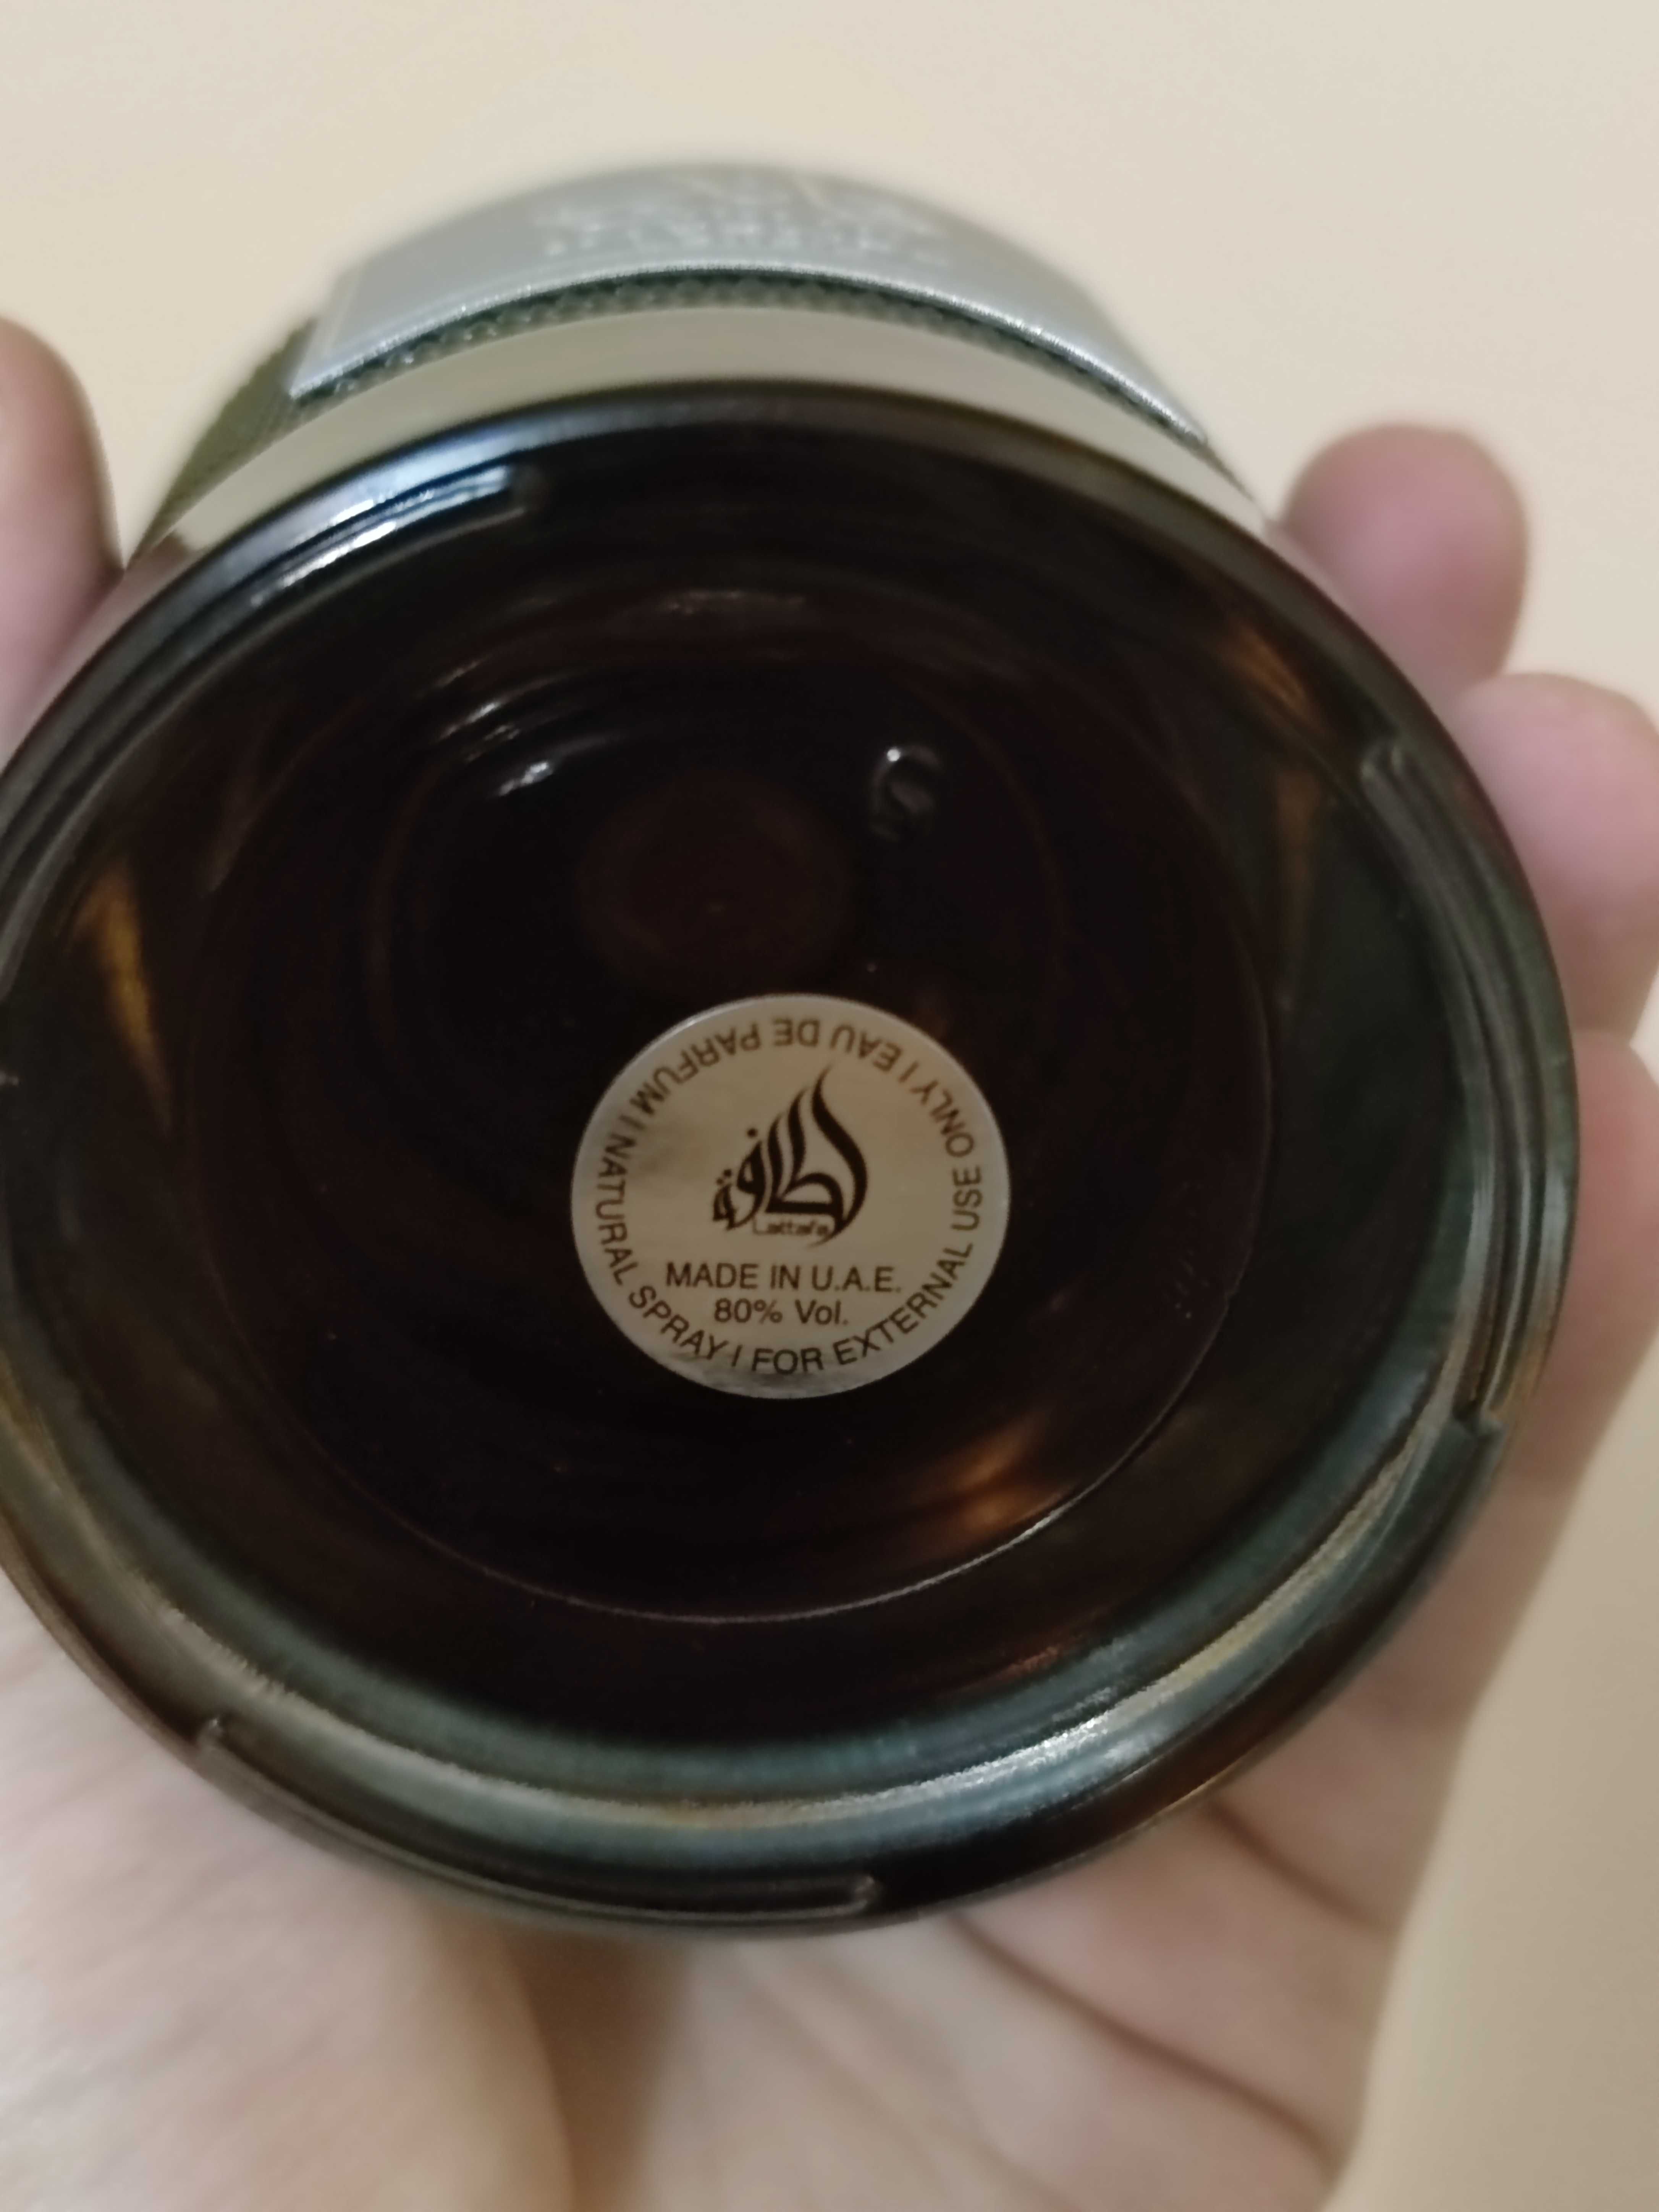 لطافة
Lattafa
MADE IN U.A.E.
80% Vol.
EAU DE PARFUM I NATURAL SPRAY I FOR EXTERNAL USE ONLY I